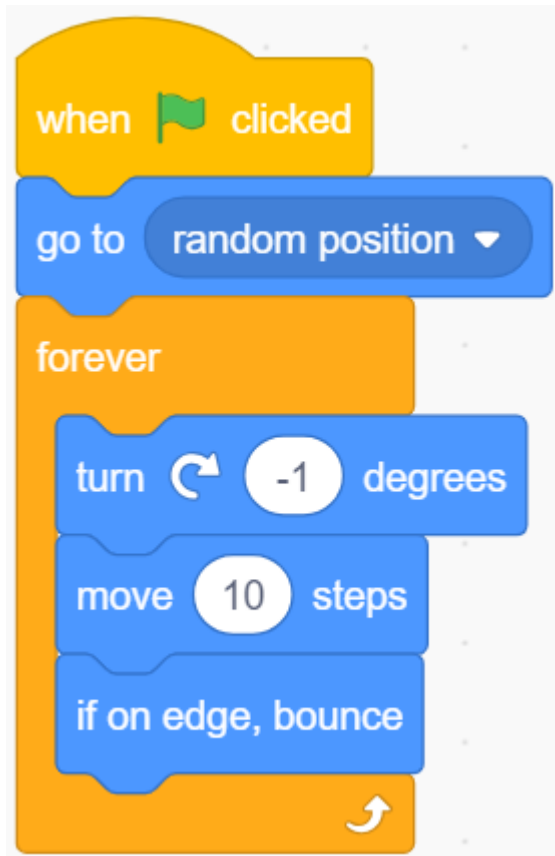 when clicked
go to random position
forever
turn -1 degrees
move 10 steps
if on edge, bounce